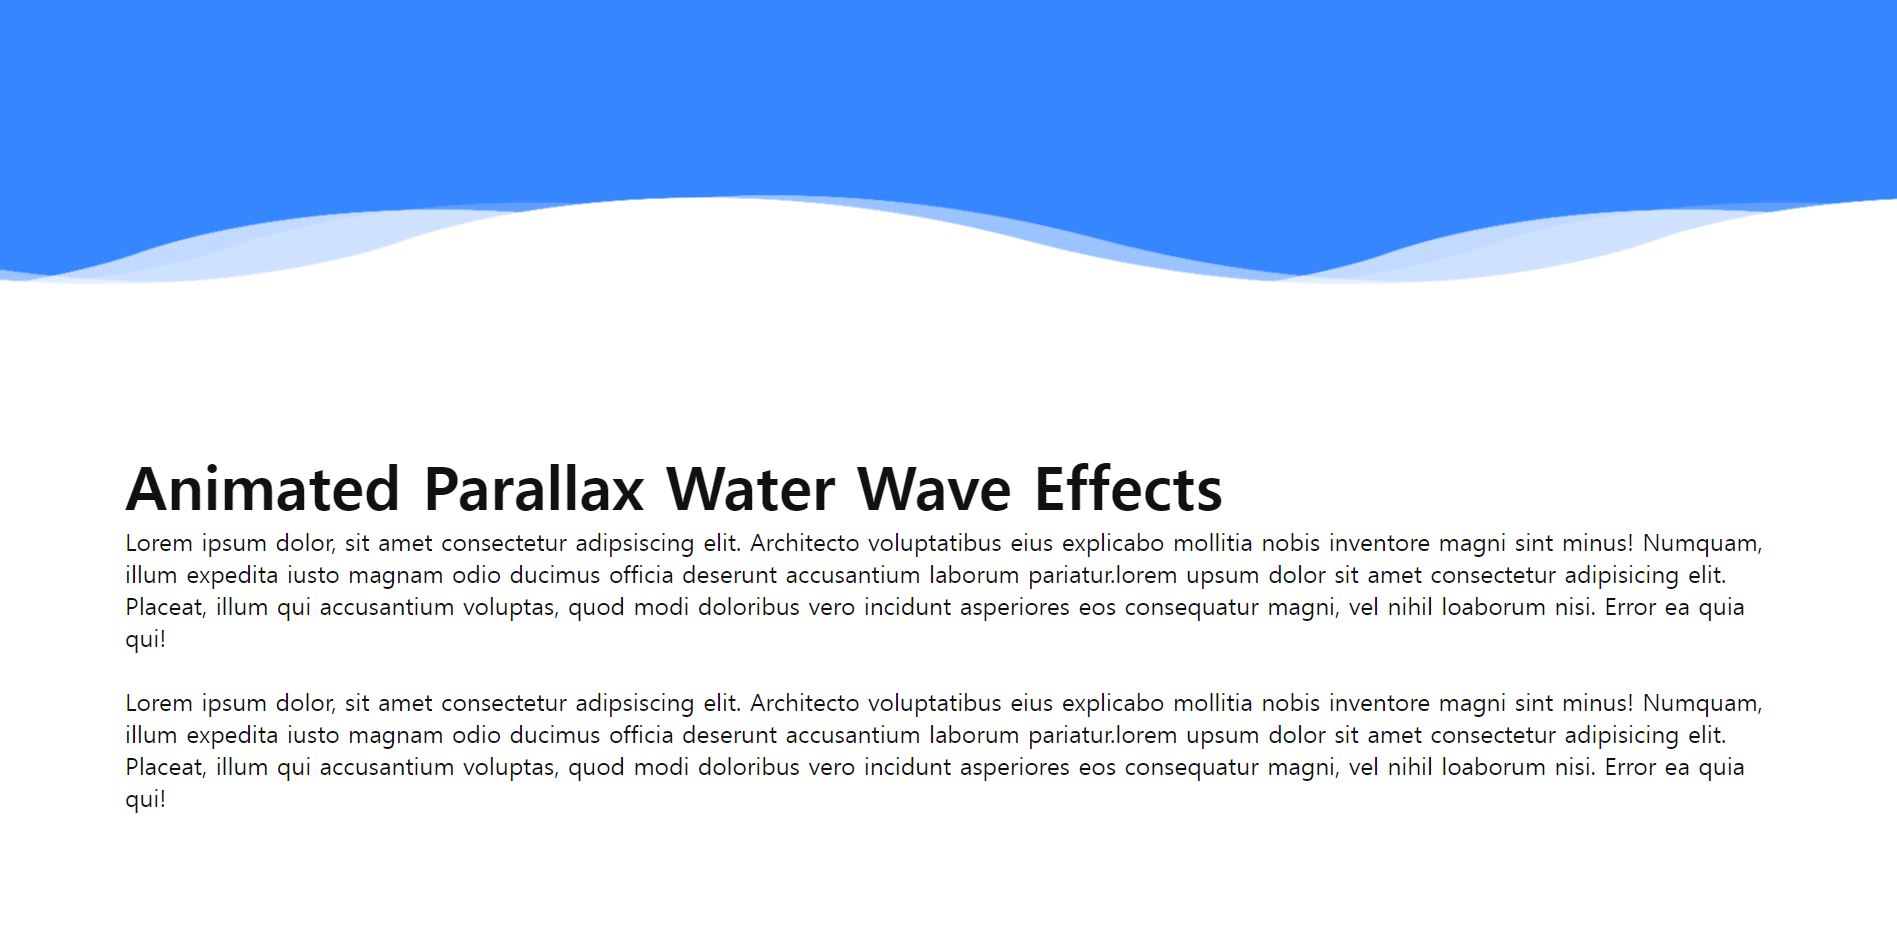 Animated Parallax Water Wave Effects
Lorem ipsum dolor, sit amet consectetur adipsiscing elit. Architecto voluptatibus eius explicabo mollitia nobis inventore magni sint minus! Numquam,
illum expedita iusto magnam odio ducimus officia deserunt accusantium laborum pariatur.lorem upsum dolor sit amet consectetur adipisicing elit.
Placeat, illum qui accusantium voluptas, quod modi doloribus vero incidunt asperiores eos consequatur magni, vel nihil loaborum nisi. Error ea quia
qui!
Lorem ipsum dolor, sit amet consectetur adipsiscing elit. Architecto voluptatibus eius explicabo mollitia nobis inventore magni sint minus! Numquam,
illum expedita iusto magnam odio ducimus officia deserunt accusantium laborum pariatur.lorem upsum dolor sit amet consectetur adipisicing elit.
Placeat, illum qui accusantium voluptas, quod modi doloribus vero incidunt asperiores eos consequatur magni, vel nihil loaborum nisi. Error ea quia
qui!